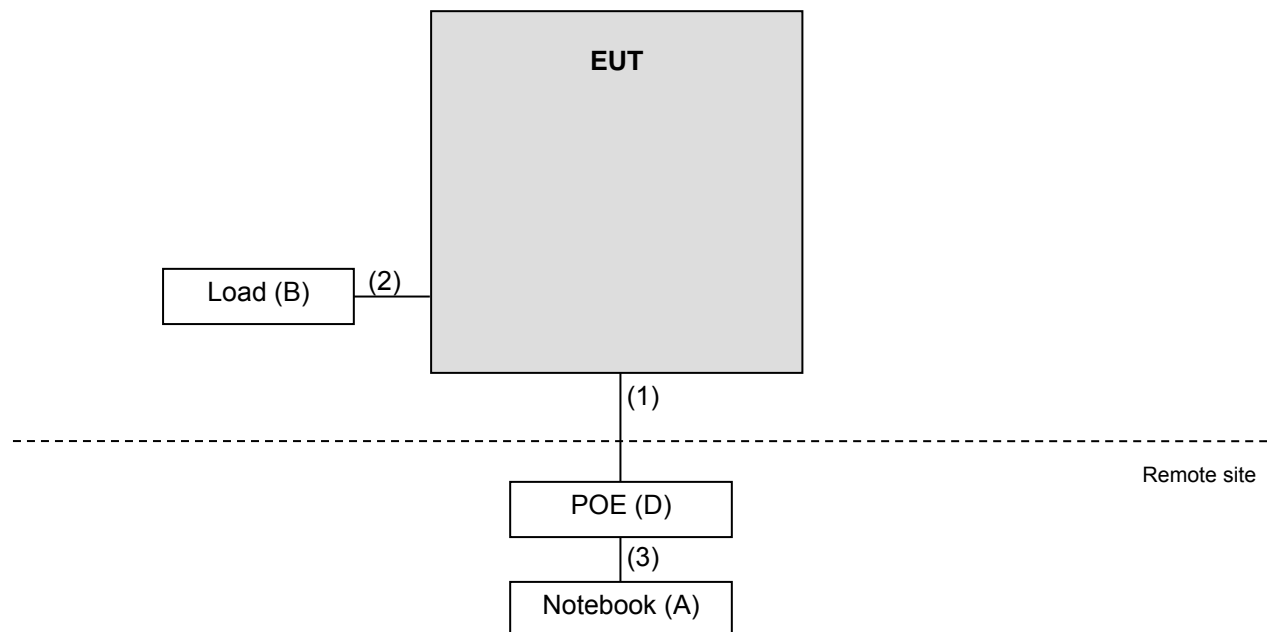 EUT
Load (B)
(2)
(1)
Remote site
POE (D)
(3)
Notebook (A)